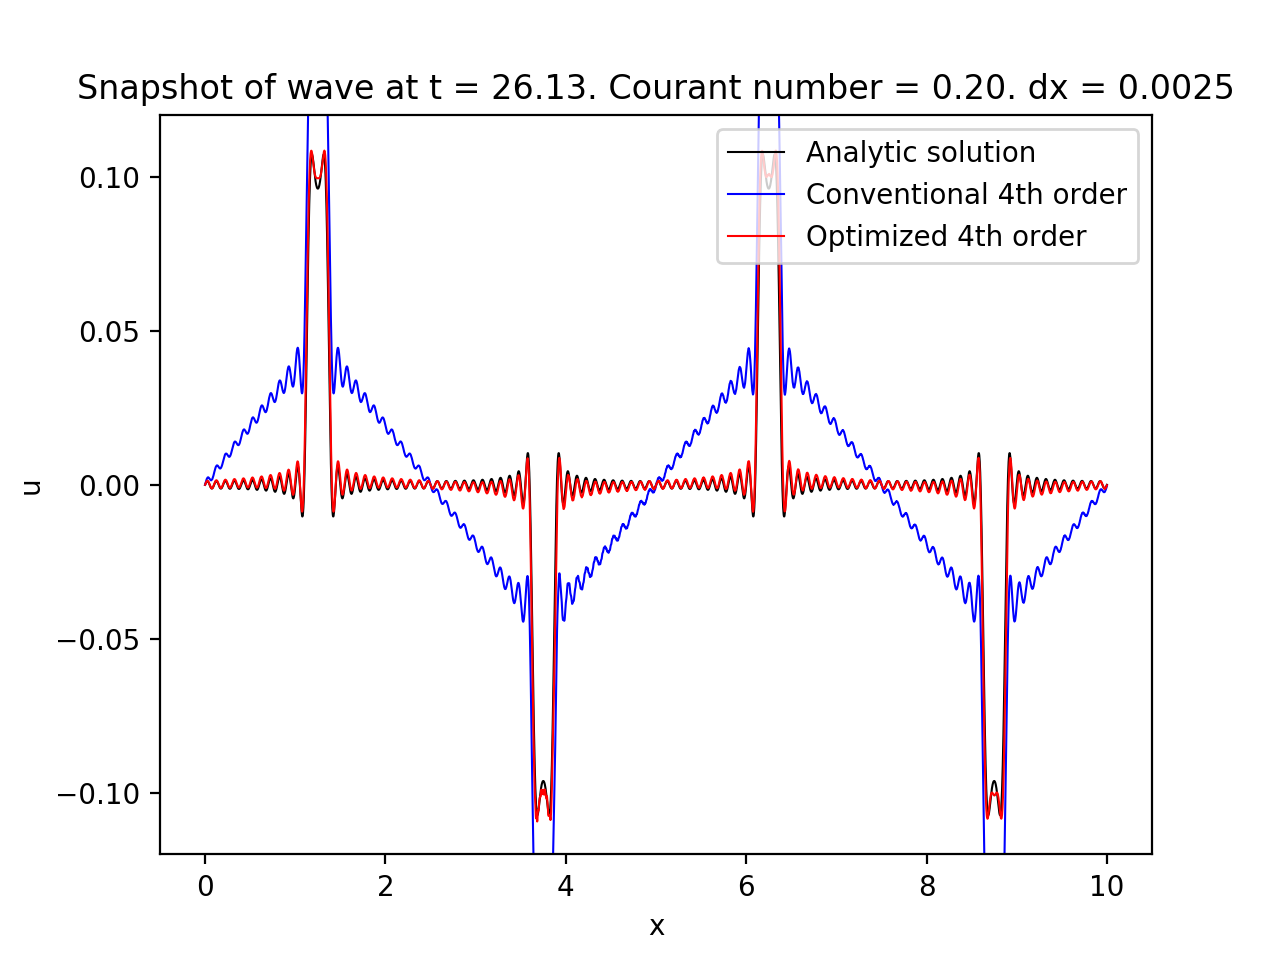 Snapshot of wave at t = 26.13. Courant number = 0.20. dx = 0.0025
Analytic solution
Conventional 4th order
Optimized 4th order
0.10
0.05
0.00
−0.05
−0.10
u
0 2 4 6 8 10
x